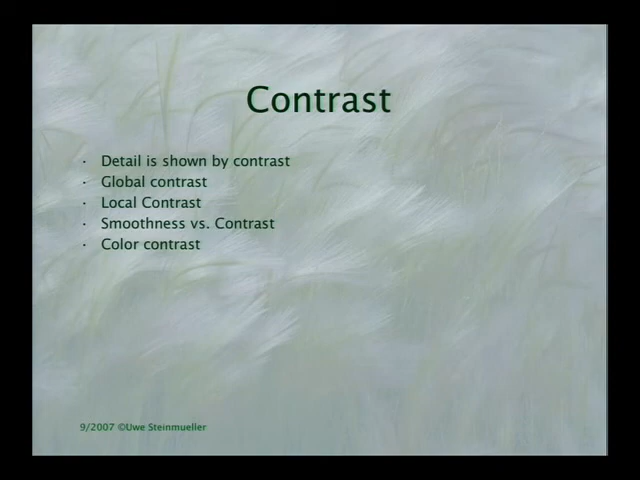 Contrast
· Detail is shown by contrast
· Global contrast
· Local Contrast
· Smoothness vs. Contrast
· Color contrast
9/2007 ©Uwe Steinmueller